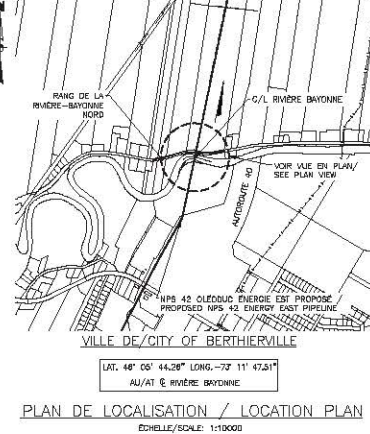 RANG DE LA
RIVIÈRE-BAYONNE
NORD
C/L RIVIÈRE BAYONNE
VOIR VUE EN PLAN/
SEE PLAN VIEW
AUTOROUTE 40
NPS 42 OLÉODUC ÉNERGIE EST PROPOSÉ
PROPOSED NPS 42 ENERGY EAST PIPELINE
VILLE DE/CITY OF BERTHIERVILLE
LAT. 46° 05' 44.26" LONG.-73° 11' 47.51"
AU/AT ℄ RIVIÈRE BAYONNE
PLAN DE LOCALISATION / LOCATION PLAN
ÉCHELLE/SCALE: 1:10000